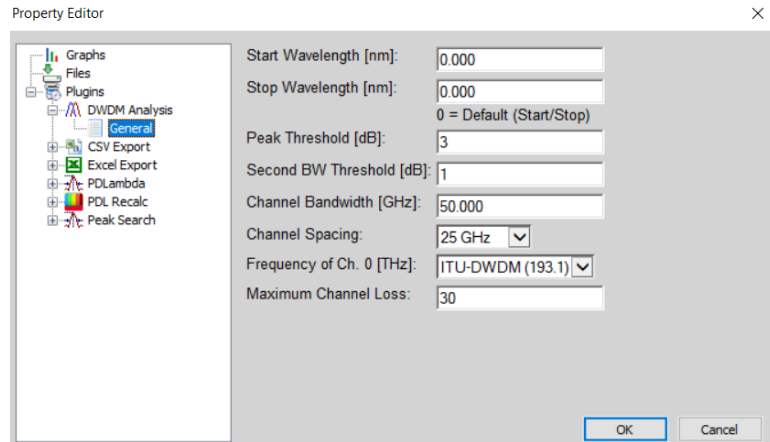 Property Editor
Graphs
Files
Plugins
DWDM Analysis
General
CSV Export
Excel Export
PDLambda
PDL Recalc
Peak Search
Start Wavelength [nm]: 0.000
Stop Wavelength [nm]: 0.000
0 = Default (Start/Stop)
Peak Threshold [dB]: 3
Second BW Threshold [dB]: 1
Channel Bandwidth [GHz]: 50.000
Channel Spacing: 25 GHz
Frequency of Ch. 0 [THz]: ITU-DWDM (193.1)
Maximum Channel Loss: 30
OK Cancel